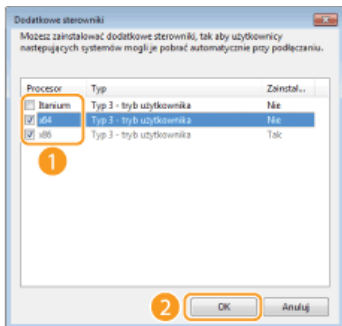 Dodatkowe sterowniki
Możesz zainstalować dodatkowe sterowniki, tak aby użytkownicy
następujących systemów mogli je pobrać automatycznie przy podłączaniu.
Procesor Typ Zainstal...
Itanium Typ 3 - tryb użytkownika Nie
x64 Typ 3 - tryb użytkownika Nie
x86 Typ 3 - tryb użytkownika Tak
1
2 OK Anuluj